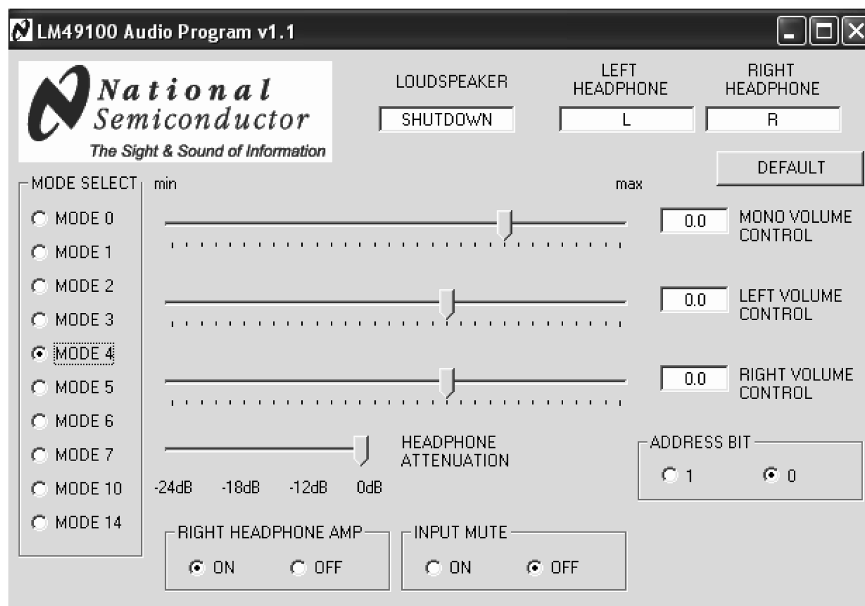 LM49100 Audio Program v1.1
National
Semiconductor
The Sight & Sound of Information
LOUDSPEAKER
SHUTDOWN
LEFT
HEADPHONE
L
RIGHT
HEADPHONE
R
DEFAULT
MODE SELECT
MODE 0
MODE 1
MODE 2
MODE 3
MODE 4
MODE 5
MODE 6
MODE 7
MODE 10
MODE 14
min
max
0.0
MONO VOLUME
CONTROL
0.0
LEFT VOLUME
CONTROL
0.0
RIGHT VOLUME
CONTROL
HEADPHONE
ATTENUATION
-24dB -18dB -12dB 0dB
ADDRESS BIT
1 0
RIGHT HEADPHONE AMP
ON OFF
INPUT MUTE
ON OFF